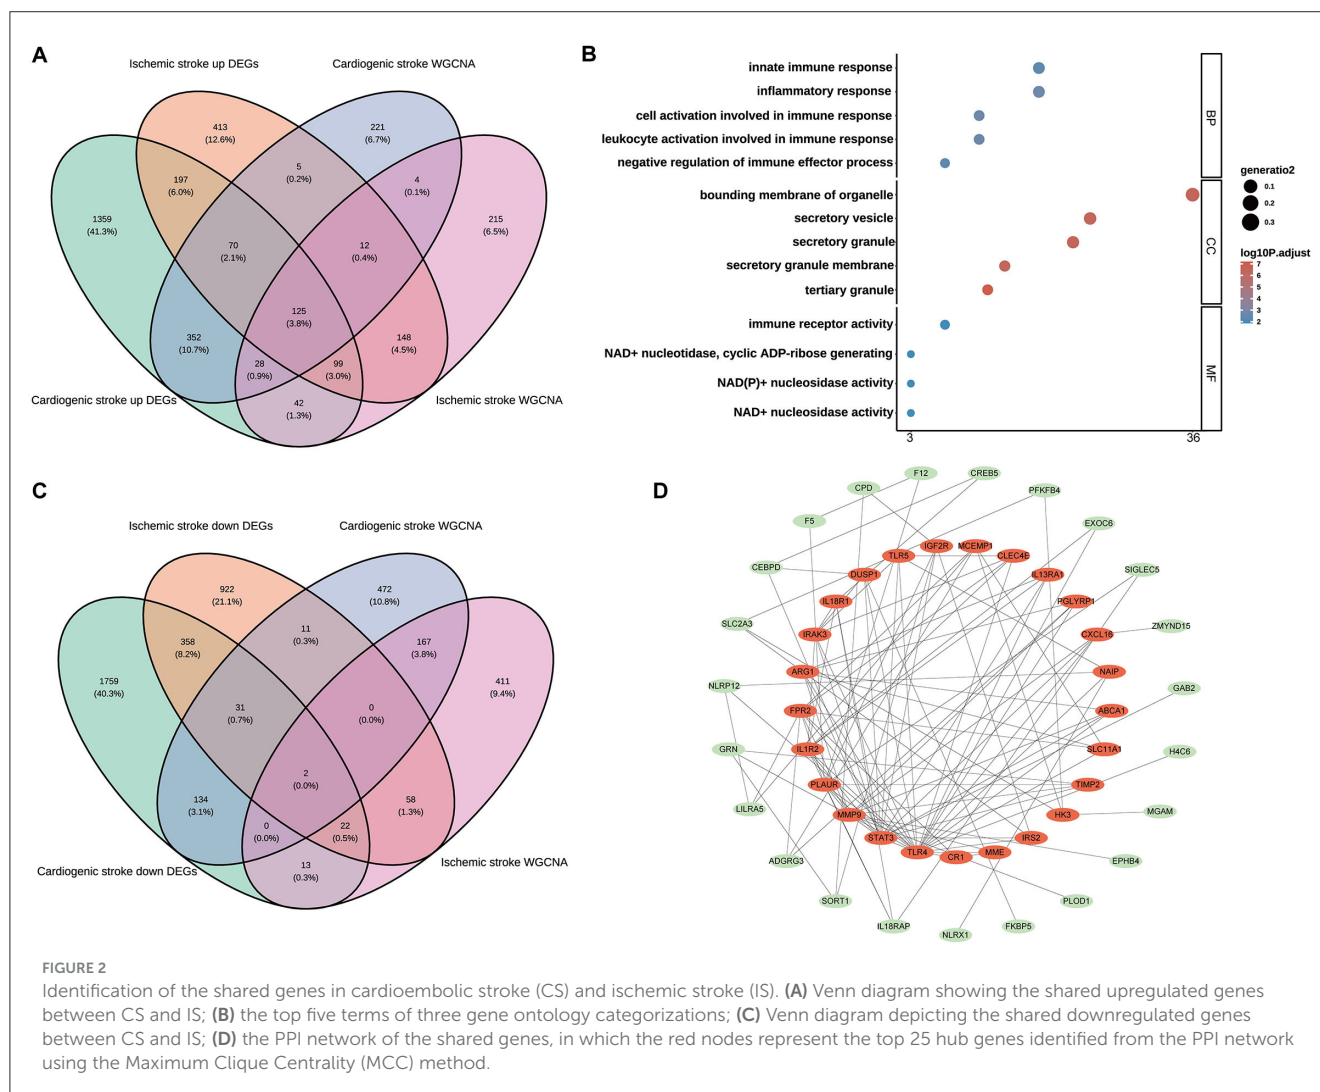 A
Ischemic stroke up DEGs
Cardiogenic stroke WGCNA
413
(12.6%)
221
(6.7%)
5
(0.2%)
197
(6.0%)
4
(0.1%)
1359
(41.3%)
215
(6.5%)
70
(2.1%)
12
(0.4%)
125
(3.8%)
352
(10.7%)
148
(4.5%)
28
(0.9%)
99
(3.0%)
42
(1.3%)
Cardiogenic stroke up DEGs
Ischemic stroke WGCNA
B
innate immune response
inflammatory response
cell activation involved in immune response
leukocyte activation involved in immune response
negative regulation of immune effector process
bounding membrane of organelle
secretory vesicle
secretory granule
secretory granule membrane
tertiary granule
immune receptor activity
NAD+ nucleotidase, cyclic ADP-ribose generating
NAD(P)+ nucleosidase activity
NAD+ nucleosidase activity
3
36
BP
CC
MF
generatio2
0.1
0.2
0.3
log10P.adjust
7
6
5
4
3
2
C
Ischemic stroke down DEGs
Cardiogenic stroke WGCNA
922
(21.1%)
472
(10.8%)
11
(0.3%)
358
(8.2%)
167
(3.8%)
1759
(40.3%)
411
(9.4%)
31
(0.7%)
0
(0.0%)
2
(0.0%)
134
(3.1%)
58
(1.3%)
0
(0.0%)
22
(0.5%)
13
(0.3%)
Cardiogenic stroke down DEGs
Ischemic stroke WGCNA
D
F12
CREB5
CPD
PFKFB4
F5
EXOC6
CEBPD
SIGLEC5
SLC2A3
ZMYND15
NLRP12
GAB2
GRN
H4C6
LILRA5
MGAM
ADGRG3
EPHB4
SORT1
PLOD1
IL18RAP
FKBP5
NLRX1
IGF2R
MCEMP1
TLR5
CLEC4E
DUSP1
IL13RA1
IL18R1
PGLYRP1
IRAK3
CXCL16
ARG1
NAIP
FPR2
ABCA1
IL1R2
SLC11A1
PLAUR
TIMP2
MMP9
HK3
STAT3
IRS2
TLR4
CR1
MME
FIGURE 2
Identification of the shared genes in cardioembolic stroke (CS) and ischemic stroke (IS). (A) Venn diagram showing the shared upregulated genes
between CS and IS; (B) the top five terms of three gene ontology categorizations; (C) Venn diagram depicting the shared downregulated genes
between CS and IS; (D) the PPI network of the shared genes, in which the red nodes represent the top 25 hub genes identified from the PPI network
using the Maximum Clique Centrality (MCC) method.